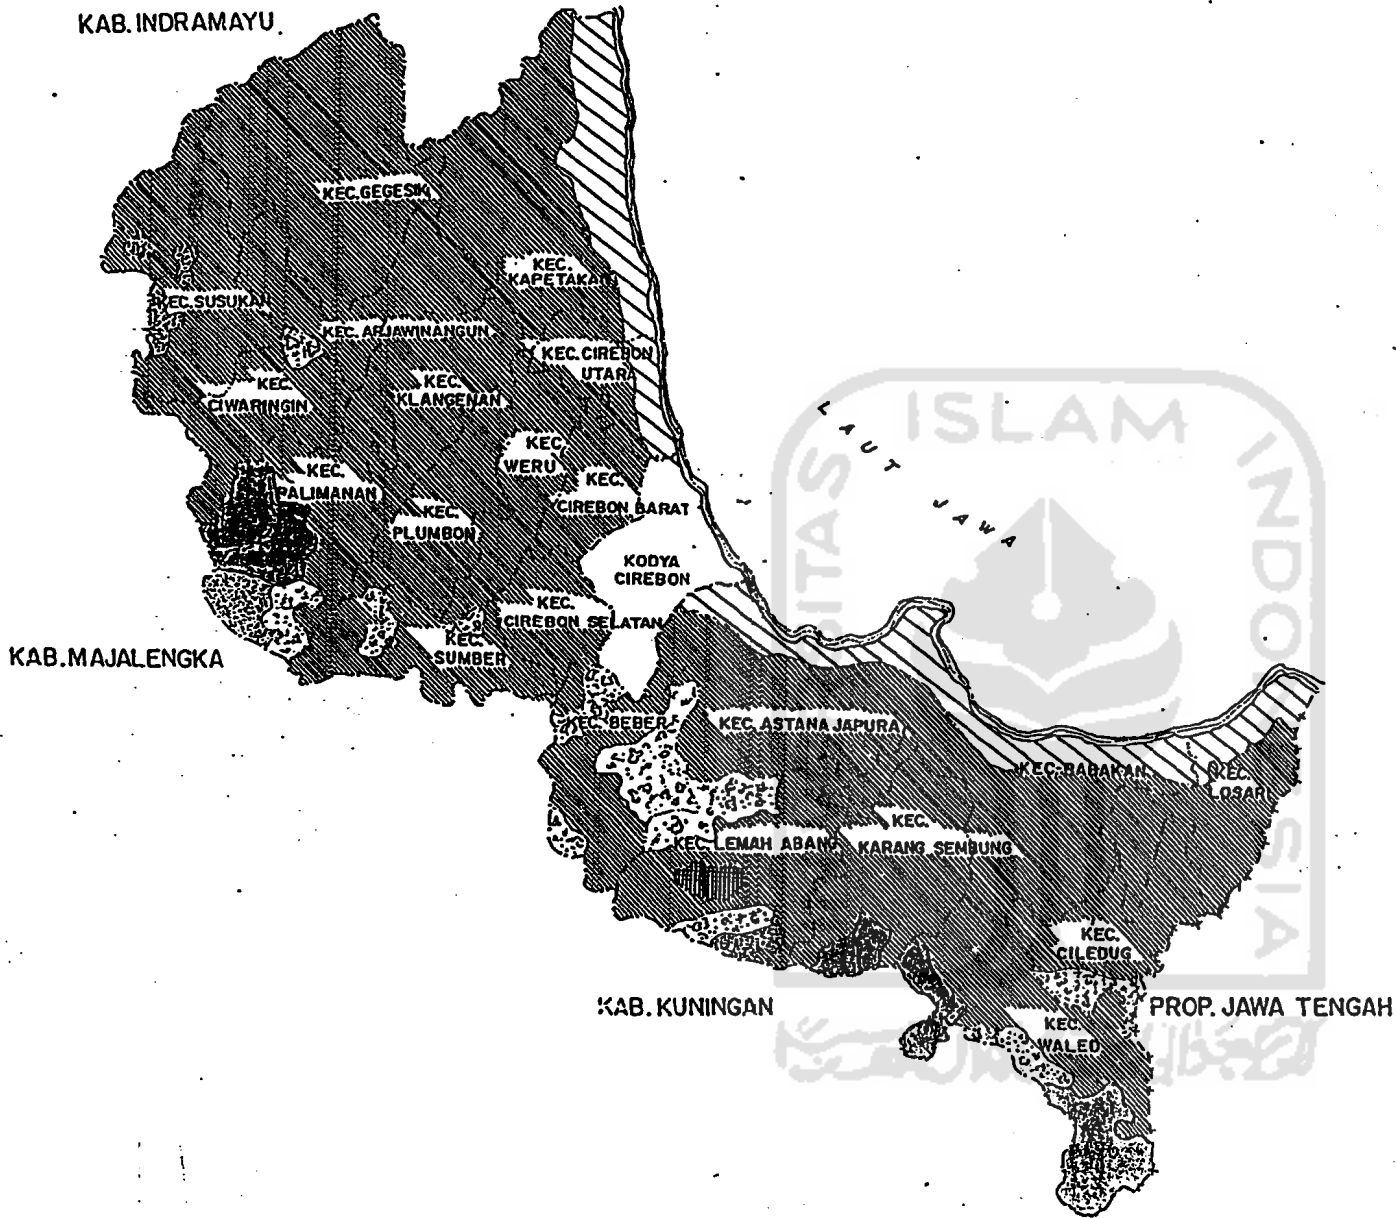 KAB. INDRAMAYU.
KEC. GEGESIK
KEC.
KAPETAKAN
KEC. SUSUKAN
KEC. ARJAWINANGUN
KEC. CIREBON
UTARA
KEC.
CIWARINGIN
KEC.
KLANGENAN
LAUT JAWA
KEC.
WERU
KEC.
PALIMANAN
KEC.
CIREBON BARAT
KEC.
PLUMBON
KODYA
CIREBON
KEC.
CIREBON SELATAN
KEC.
SUMBER
KAB. MAJALENGKA
KEC. BEBER
KEC. ASTANA JAPURA
KEC. BABAKAN
KEC.
LOSARI
KEC. LEMAH ABANG
KEC.
KARANG SEMBUNG
KEC.
CILEDUG
KAB. KUNINGAN
PROP. JAWA TENGAH
KEC.
WALED
ISLAM
INDONESIA
SITAS